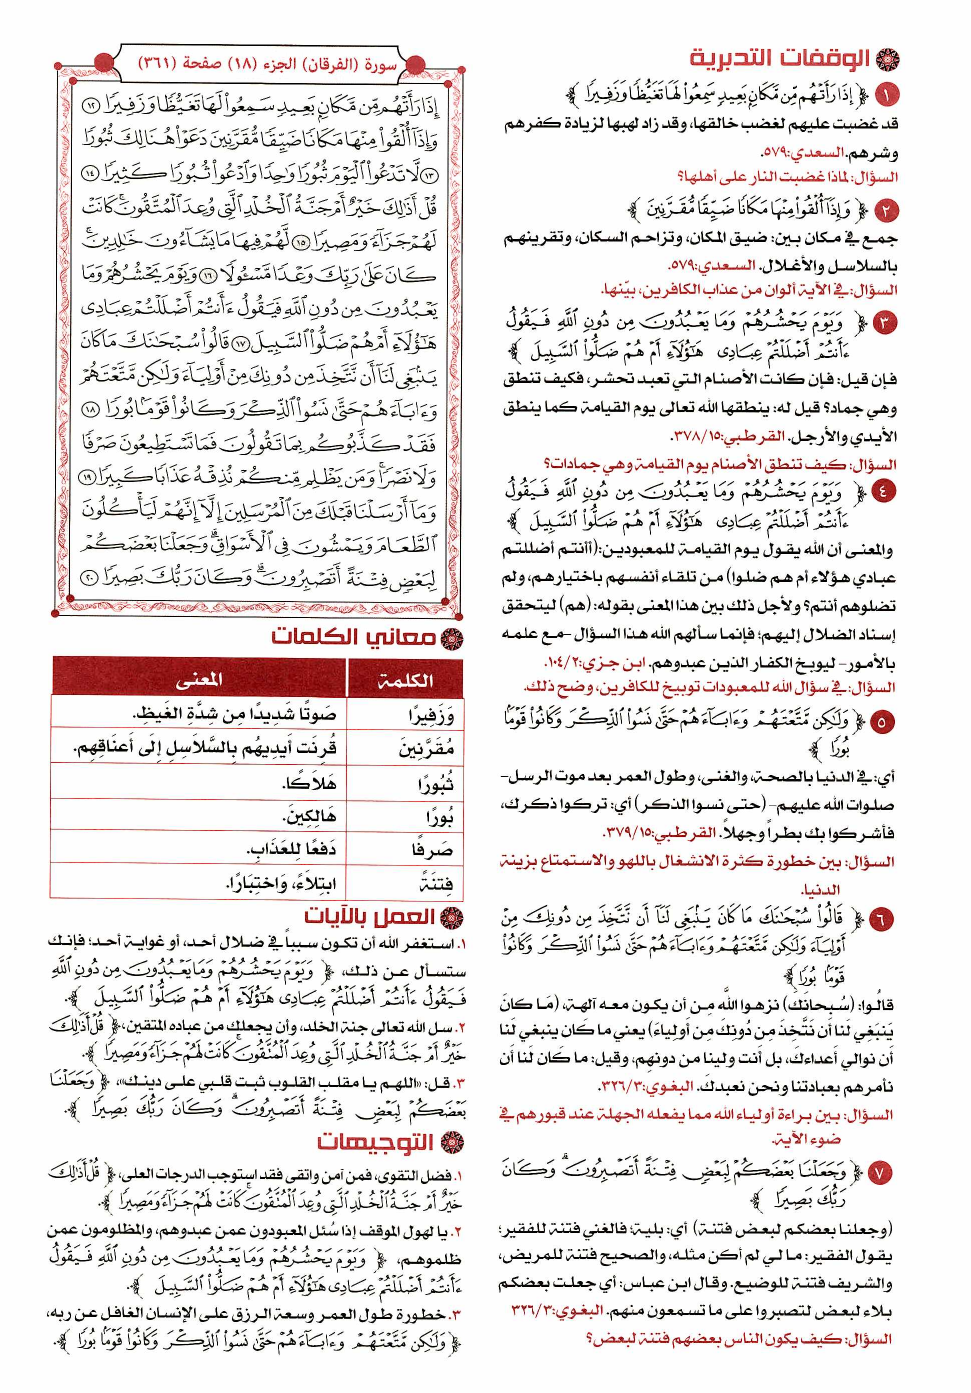 الوقفات التدبرية
١ ﴿ إِذَا رَأَتْهُم مِّن مَّكَانٍ بَعِيدٍ سَمِعُوا۟ لَهَا تَغَيُّظًا وَزَفِيرًا ﴾
قد غضبت عليهم لغضب خالقها، وقد زاد لهبها لزيادة كفرهم
وشرهم. السعدي: ٥٧٩.
السؤال: لماذا غضبت النار على أهلها؟
٢ ﴿ وَإِذَآ أُلْقُوا۟ مِنْهَا مَكَانًا ضَيِّقًا مُّقَرَّنِينَ ﴾
جمع في مكان بين: ضيق المكان، وتزاحم السكان، وتقرينهم
بالسلاسل والأغلال. السعدي: ٥٧٩.
السؤال: في الآية ألوان من عذاب الكافرين، بيّنها.
٣ ﴿ وَيَوْمَ يَحْشُرُهُمْ وَمَا يَعْبُدُونَ مِن دُونِ ٱللَّهِ فَيَقُولُ
ءَأَنتُمْ أَضْلَلْتُمْ عِبَادِى هَٰٓؤُلَآءِ أَمْ هُمْ ضَلُّوا۟ ٱلسَّبِيلَ ﴾
فإن قيل: فإن كانت الأصنام التي تعبد تحشر، فكيف تنطق
وهي جماد؟ قيل له: ينطقها الله تعالى يوم القيامة كما ينطق
الأيدي والأرجل. القرطبي: ٣٧٨/١٥.
السؤال: كيف تنطق الأصنام يوم القيامة وهي جمادات؟
٤ ﴿ وَيَوْمَ يَحْشُرُهُمْ وَمَا يَعْبُدُونَ مِن دُونِ ٱللَّهِ فَيَقُولُ
ءَأَنتُمْ أَضْلَلْتُمْ عِبَادِى هَٰٓؤُلَآءِ أَمْ هُمْ ضَلُّوا۟ ٱلسَّبِيلَ ﴾
والمعنى أن الله يقول يوم القيامة للمعبودين: (أأنتم أضللتم
عبادي هؤلاء أم هم ضلوا) من تلقاء أنفسهم باختيارهم، ولم
تضلوهم أنتم؟ ولأجل ذلك بين هذا المعنى بقوله: (هم) ليتحقق
إسناد الضلال إليهم؛ فإنما سألهم الله هذا السؤال -مع علمه
بالأمور- ليوبخ الكفار الذين عبدوهم. ابن جزي: ١٠٤/٢.
السؤال: في سؤال الله للمعبودات توبيخ للكافرين، وضح ذلك.
٥ ﴿ وَلَٰكِن مَّتَّعْتَهُمْ وَءَابَآءَهُمْ حَتَّىٰ نَسُوا۟ ٱلذِّكْرَ وَكَانُوا۟ قَوْمًۢا
بُورًا ﴾
أي: في الدنيا بالصحة، والغنى، وطول العمر بعد موت الرسل-
صلوات الله عليهم- (حتى نسوا الذكر) أي: تركوا ذكرك،
فأشركوا بك بطراً وجهلاً. القرطبي: ٣٧٩/١٥.
السؤال: بين خطورة كثرة الانشغال باللهو والاستمتاع بزينة
الدنيا.
٦ ﴿ قَالُوا۟ سُبْحَٰنَكَ مَا كَانَ يَنۢبَغِى لَنَآ أَن نَّتَّخِذَ مِن دُونِكَ مِنْ
أَوْلِيَآءَ وَلَٰكِن مَّتَّعْتَهُمْ وَءَابَآءَهُمْ حَتَّىٰ نَسُوا۟ ٱلذِّكْرَ وَكَانُوا۟
قَوْمًۢا بُورًا ﴾
قالوا: (سُبحانَكَ) نزهوا الله من أن يكون معه آلهة، (مَا كانَ
يَنبَغِي لَنا أَن نَتَّخِذَ مِن دُونِكَ مِن أَولِياءَ) يعني ما كان ينبغي لنا
أن نوالي أعداءك، بل أنت ولينا من دونهم، وقيل: ما كان لنا أن
نأمرهم بعبادتنا ونحن نعبدك. البغوي: ٣٢٦/٣.
السؤال: بين براءة أولياء الله مما يفعله الجهلة عند قبورهم في
ضوء الآية.
٧ ﴿ وَجَعَلْنَا بَعْضَكُمْ لِبَعْضٍ فِتْنَةً أَتَصْبِرُونَ ۗ وَكَانَ
رَبُّكَ بَصِيرًا ﴾
(وجعلنا بعضكم لبعض فتنة) أي: بلية؛ فالغني فتنة للفقير؛
يقول الفقير: ما لي لم أكن مثله، والصحيح فتنة للمريض،
والشريف فتنة للوضيع. وقال ابن عباس: أي جعلت بعضكم
بلاء لبعض لتصبروا على ما تسمعون منهم. البغوي: ٣٢٦/٣
السؤال: كيف يكون الناس بعضهم فتنة لبعض؟
سورة (الفرقان) الجزء (١٨) صفحة (٣٦١)
إِذَا رَأَتْهُم مِّن مَّكَانٍ بَعِيدٍ سَمِعُوا۟ لَهَا تَغَيُّظًا وَزَفِيرًا ١٢
وَإِذَآ أُلْقُوا۟ مِنْهَا مَكَانًا ضَيِّقًا مُّقَرَّنِينَ دَعَوْا۟ هُنَالِكَ ثُبُورًا
١٣ لَّا تَدْعُوا۟ ٱلْيَوْمَ ثُبُورًا وَٰحِدًا وَٱدْعُوا۟ ثُبُورًا كَثِيرًا ١٤
قُلْ أَذَٰلِكَ خَيْرٌ أَمْ جَنَّةُ ٱلْخُلْدِ ٱلَّتِى وُعِدَ ٱلْمُتَّقُونَ ۚ كَانَتْ
لَهُمْ جَزَآءً وَمَصِيرًا ١٥ لَّهُمْ فِيهَا مَا يَشَآءُونَ خَٰلِدِينَ ۚ
كَانَ عَلَىٰ رَبِّكَ وَعْدًا مَّسْـُٔولًا ١٦ وَيَوْمَ يَحْشُرُهُمْ وَمَا
يَعْبُدُونَ مِن دُونِ ٱللَّهِ فَيَقُولُ ءَأَنتُمْ أَضْلَلْتُمْ عِبَادِى
هَٰٓؤُلَآءِ أَمْ هُمْ ضَلُّوا۟ ٱلسَّبِيلَ ١٧ قَالُوا۟ سُبْحَٰنَكَ مَا كَانَ
يَنۢبَغِى لَنَآ أَن نَّتَّخِذَ مِن دُونِكَ مِنْ أَوْلِيَآءَ وَلَٰكِن مَّتَّعْتَهُمْ
وَءَابَآءَهُمْ حَتَّىٰ نَسُوا۟ ٱلذِّكْرَ وَكَانُوا۟ قَوْمًۢا بُورًا ١٨
فَقَدْ كَذَّبُوكُم بِمَا تَقُولُونَ فَمَا تَسْتَطِيعُونَ صَرْفًا
وَلَا نَصْرًا ۚ وَمَن يَظْلِم مِّنكُمْ نُذِقْهُ عَذَابًا كَبِيرًا ١٩
وَمَآ أَرْسَلْنَا قَبْلَكَ مِنَ ٱلْمُرْسَلِينَ إِلَّآ إِنَّهُمْ لَيَأْكُلُونَ
ٱلطَّعَامَ وَيَمْشُونَ فِى ٱلْأَسْوَاقِ ۗ وَجَعَلْنَا بَعْضَكُمْ
لِبَعْضٍ فِتْنَةً أَتَصْبِرُونَ ۗ وَكَانَ رَبُّكَ بَصِيرًا ٢٠
معاني الكلمات
الكلمة المعنى
وَزَفِيرًا صَوتًا شَدِيدًا مِن شِدَّةِ الغَيظِ.
مُقَرَّنِينَ قُرِنَت أَيدِيهُم بِالسَّلاَسِلِ إِلَى أَعنَاقِهِم.
ثُبُورًا هَلاَكًا.
بُورًا هَالِكِينَ.
صَرفًا دَفعًا لِلعَذَابِ.
فِتنَةً ابتِلاَءً، وَاختِبَارًا.
العمل بالآيات
١. استغفر الله أن تكون سبباً في ضلال أحد، أو غواية أحد؛ فإنك
ستسأل عن ذلك، ﴿ وَيَوْمَ يَحْشُرُهُمْ وَمَا يَعْبُدُونَ مِن دُونِ ٱللَّهِ
فَيَقُولُ ءَأَنتُمْ أَضْلَلْتُمْ عِبَادِى هَٰٓؤُلَآءِ أَمْ هُمْ ضَلُّوا۟ ٱلسَّبِيلَ ﴾.
٢. سل الله تعالى جنة الخلد، وأن يجعلك من عباده المتقين، ﴿ قُلْ أَذَٰلِكَ
خَيْرٌ أَمْ جَنَّةُ ٱلْخُلْدِ ٱلَّتِى وُعِدَ ٱلْمُتَّقُونَ ۚ كَانَتْ لَهُمْ جَزَآءً وَمَصِيرًا ﴾.
٣. قل: «اللهم يا مقلب القلوب ثبت قلبي على دينك»، ﴿ وَجَعَلْنَا
بَعْضَكُمْ لِبَعْضٍ فِتْنَةً أَتَصْبِرُونَ ۗ وَكَانَ رَبُّكَ بَصِيرًا ﴾.
التوجيهات
١. فضل التقوى، فمن آمن واتقى فقد استوجب الدرجات العلى، ﴿ قُلْ أَذَٰلِكَ
خَيْرٌ أَمْ جَنَّةُ ٱلْخُلْدِ ٱلَّتِى وُعِدَ ٱلْمُتَّقُونَ ۚ كَانَتْ لَهُمْ جَزَآءً وَمَصِيرًا ﴾.
٢. يا لهول الموقف إذا سُئل المعبودون عمن عبدوهم، والمظلومون عمن
ظلموهم، ﴿ وَيَوْمَ يَحْشُرُهُمْ وَمَا يَعْبُدُونَ مِن دُونِ ٱللَّهِ فَيَقُولُ
ءَأَنتُمْ أَضْلَلْتُمْ عِبَادِى هَٰٓؤُلَآءِ أَمْ هُمْ ضَلُّوا۟ ٱلسَّبِيلَ ﴾.
٣. خطورة طول العمر وسعة الرزق على الإنسان الغافل عن ربه،
﴿ وَلَٰكِن مَّتَّعْتَهُمْ وَءَابَآءَهُمْ حَتَّىٰ نَسُوا۟ ٱلذِّكْرَ وَكَانُوا۟ قَوْمًۢا بُورًا ﴾.